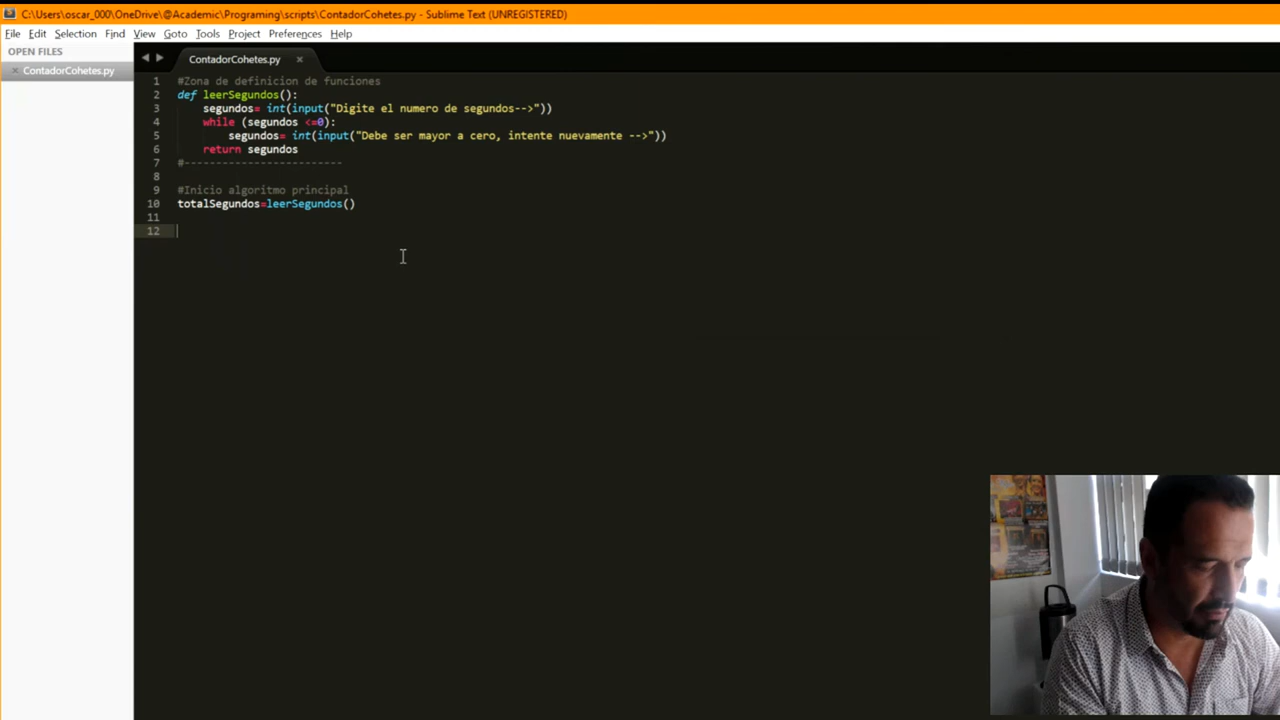 C:\Users\oscar_000\OneDrive\@Academic\Programing\scripts\ContadorCohetes.py - Sublime Text (UNREGISTERED)
File Edit Selection Find View Goto Tools Project Preferences Help
OPEN FILES
ContadorCohetes.py
ContadorCohetes.py
1 #Zona de definicion de funciones
2 def leerSegundos():
3 segundos= int(input("Digite el numero de segundos-->"))
4 while (segundos <=0):
5 segundos= int(input("Debe ser mayor a cero, intente nuevamente -->"))
6 return segundos
7 #-------------------------
8
9 #Inicio algoritmo principal
10 totalSegundos=leerSegundos()
11
12